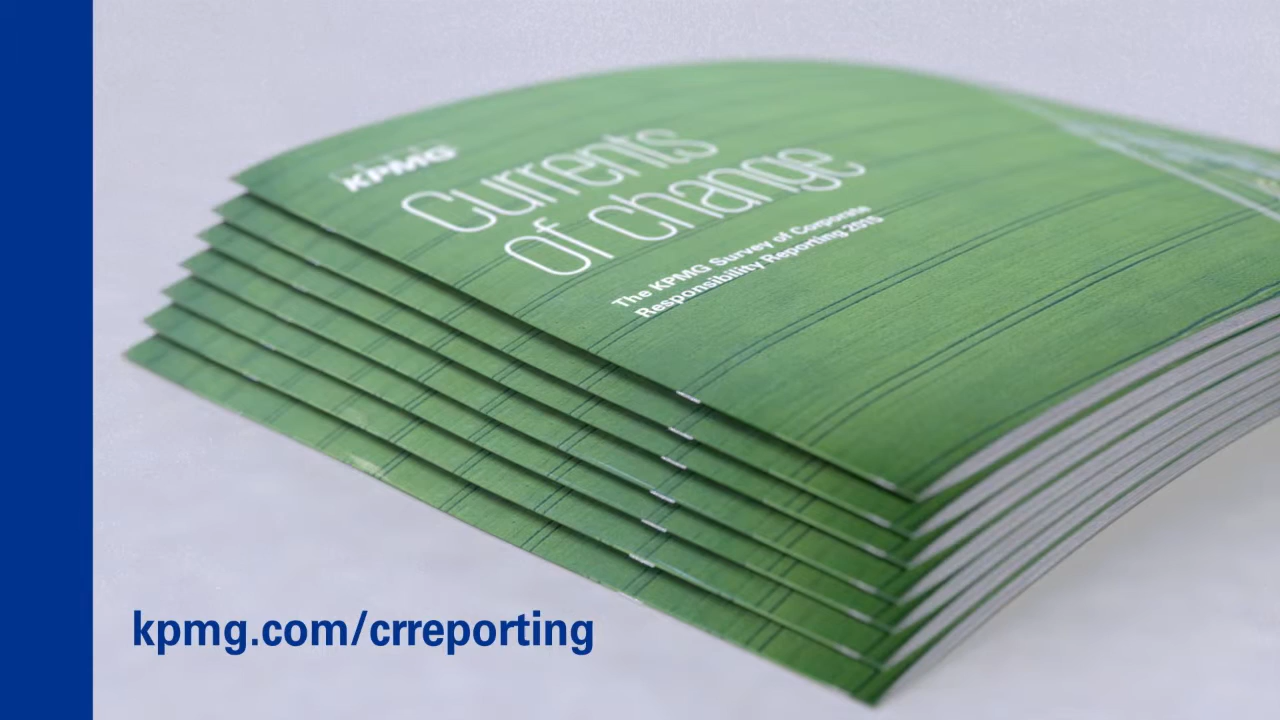 KPMG
Currents
of change
The KPMG Survey of Corporate
Responsibility Reporting 2015
kpmg.com/crreporting